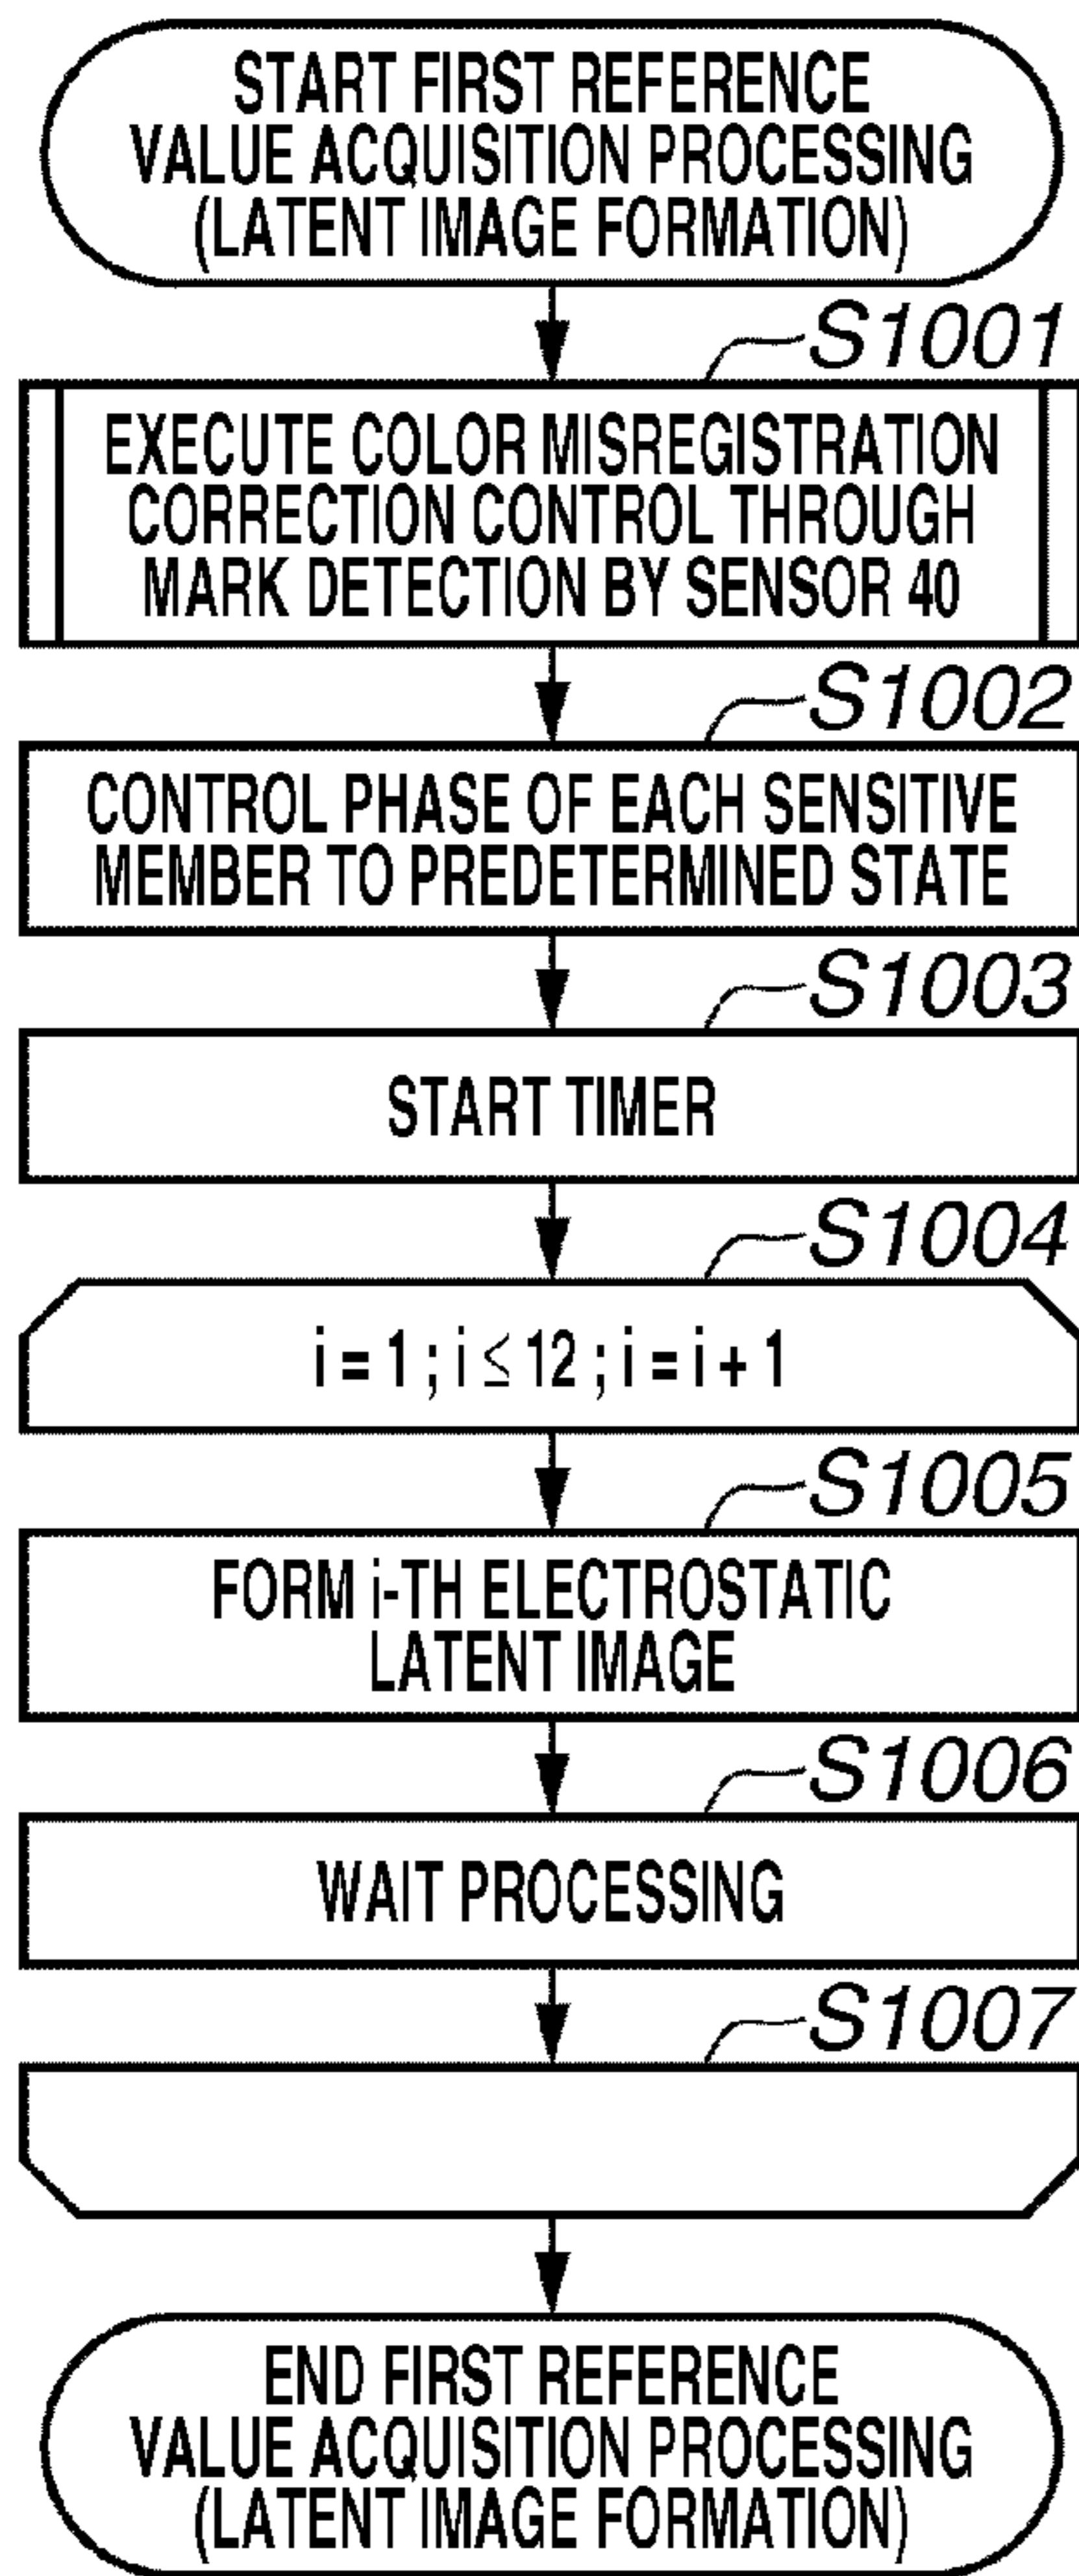 START FIRST REFERENCE
VALUE ACQUISITION PROCESSING
(LATENT IMAGE FORMATION)
S1001
EXECUTE COLOR MISREGISTRATION
CORRECTION CONTROL THROUGH
MARK DETECTION BY SENSOR 40
S1002
CONTROL PHASE OF EACH SENSITIVE
MEMBER TO PREDETERMINED STATE
S1003
START TIMER
S1004
i = 1 ; i ≤ 12 ; i = i + 1
S1005
FORM i-TH ELECTROSTATIC
LATENT IMAGE
S1006
WAIT PROCESSING
S1007
END FIRST REFERENCE
VALUE ACQUISITION PROCESSING
(LATENT IMAGE FORMATION)